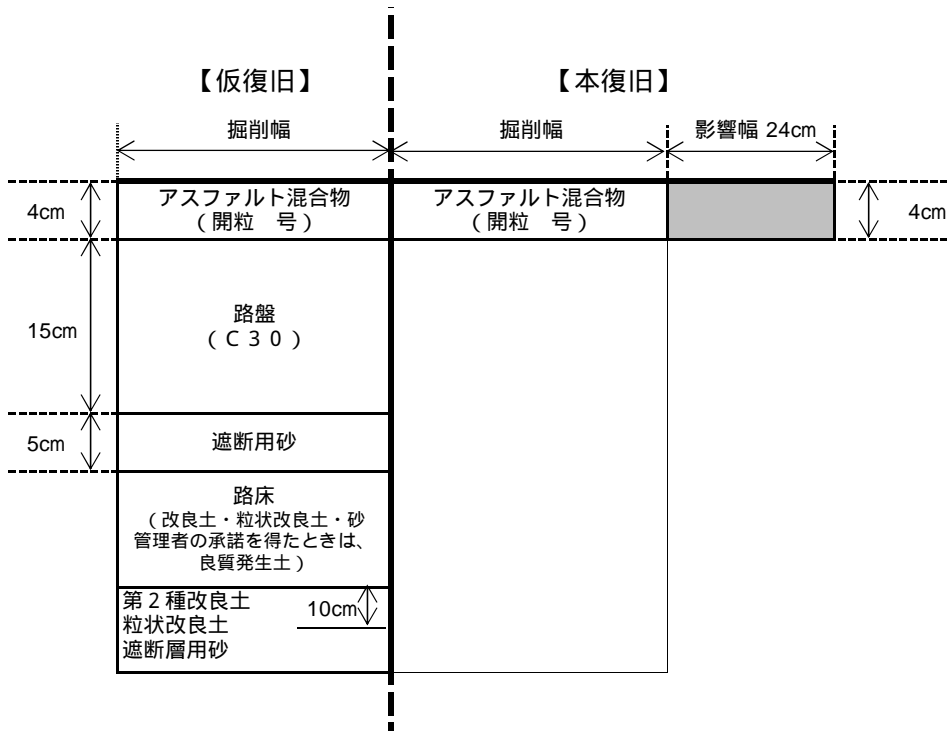 【仮復旧】
【本復旧】
掘削幅
掘削幅
影響幅 24cm
4cm
アスファルト混合物
（開粒　号）
アスファルト混合物
（開粒　号）
4cm
15cm
路盤
（Ｃ３０）
5cm
遮断用砂
路床
（改良土・粒状改良土・砂
管理者の承諾を得たときは、
良質発生土）
第２種改良土
粒状改良土
遮断層用砂
10cm